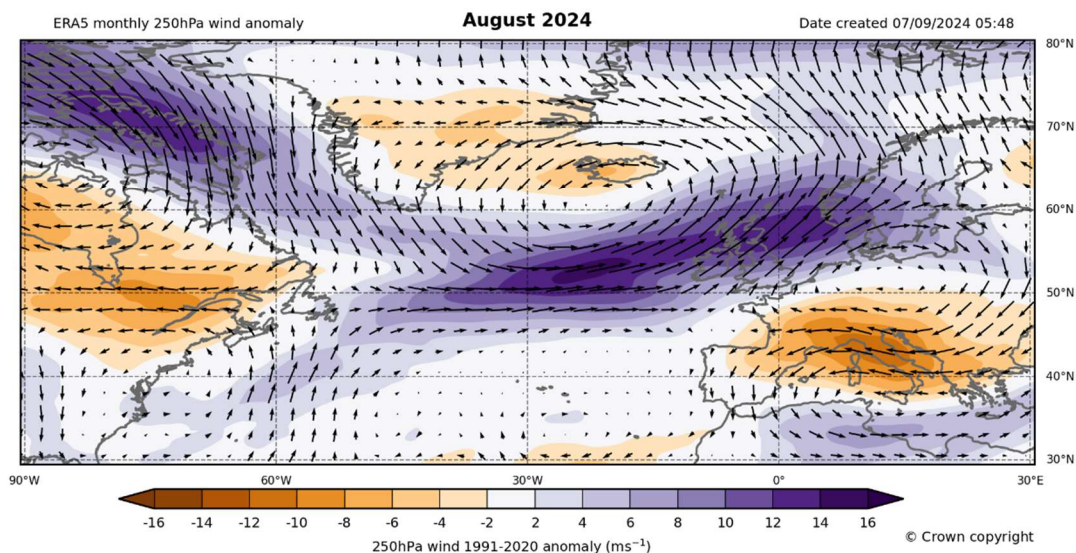 ERA5 monthly 250hPa wind anomaly
August 2024
Date created 07/09/2024 05:48
80°N
70°N
60°N
50°N
40°N
30°N
90°W 60°W 30°W 0° 30°E
-16 -14 -12 -10 -8 -6 -4 -2 2 4 6 8 10 12 14 16
250hPa wind 1991-2020 anomaly (ms⁻¹)
© Crown copyright